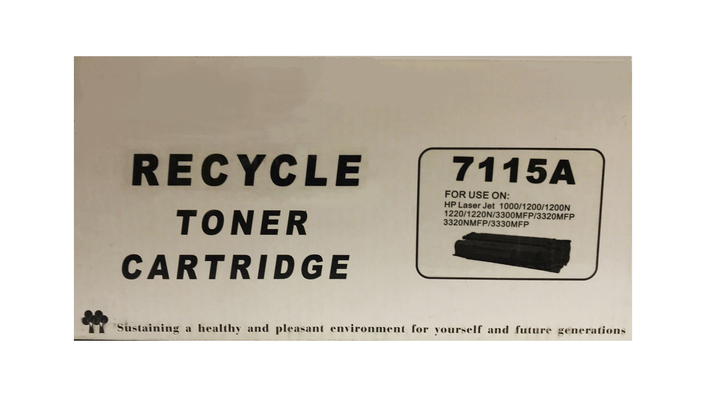 RECYCLE
TONER
CARTRIDGE
7115A
FOR USE ON:
HP Laser Jet 1000/1200/1200N
1220/1220N/3300MFP/3320MFP
3320NMFP/3330MFP
Sustaining a healthy and pleasant environment for yourself and future generations